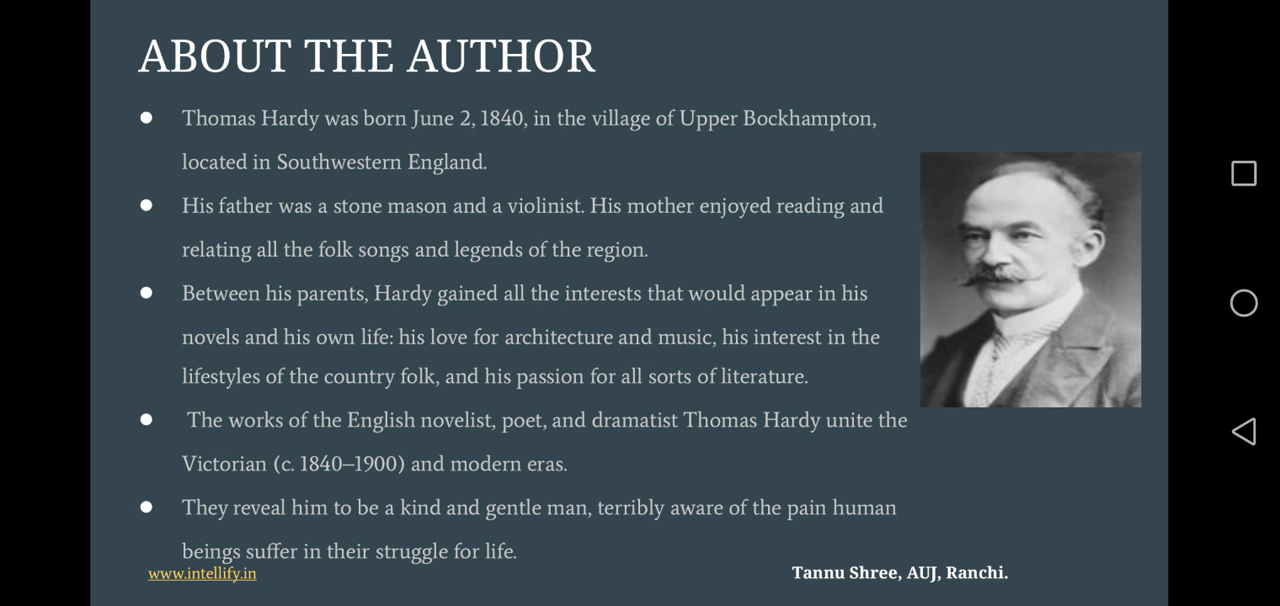 ABOUT THE AUTHOR
● Thomas Hardy was born June 2, 1840, in the village of Upper Bockhampton,
located in Southwestern England.
● His father was a stone mason and a violinist. His mother enjoyed reading and
relating all the folk songs and legends of the region.
● Between his parents, Hardy gained all the interests that would appear in his
novels and his own life: his love for architecture and music, his interest in the
lifestyles of the country folk, and his passion for all sorts of literature.
● The works of the English novelist, poet, and dramatist Thomas Hardy unite the
Victorian (c. 1840–1900) and modern eras.
● They reveal him to be a kind and gentle man, terribly aware of the pain human
beings suffer in their struggle for life.
www.intellify.in
Tannu Shree, AUJ, Ranchi.